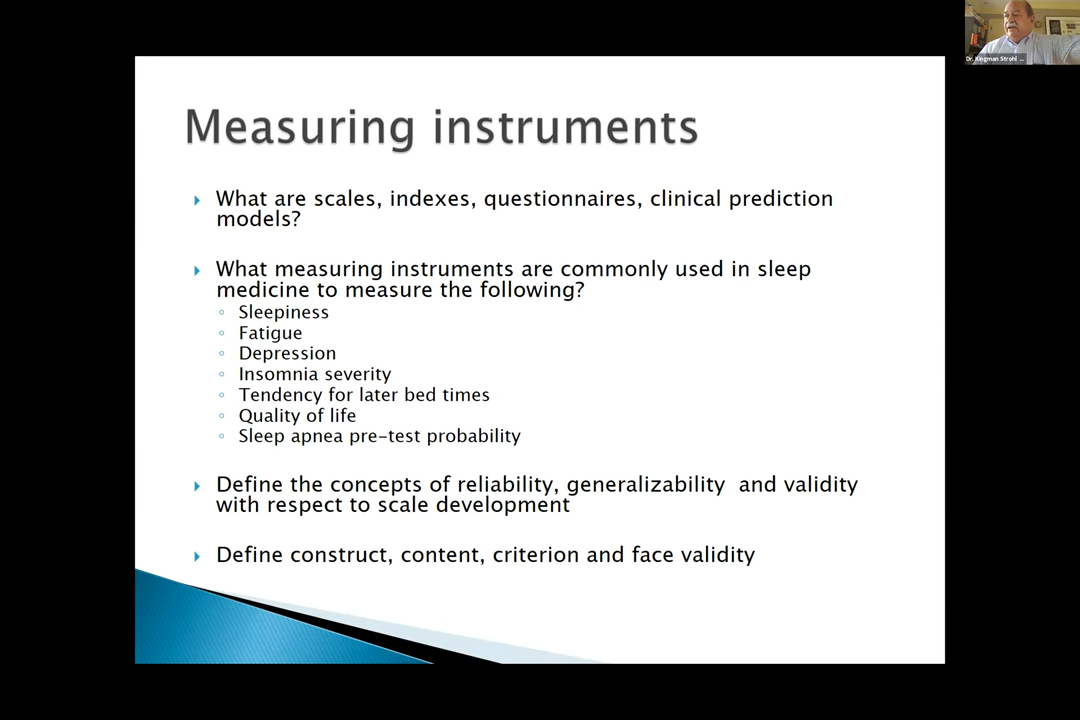 Dr. Kingman Strohl ...
Measuring instruments
What are scales, indexes, questionnaires, clinical prediction
models?
What measuring instruments are commonly used in sleep
medicine to measure the following?
Sleepiness
Fatigue
Depression
Insomnia severity
Tendency for later bed times
Quality of life
Sleep apnea pre-test probability
Define the concepts of reliability, generalizability and validity
with respect to scale development
Define construct, content, criterion and face validity